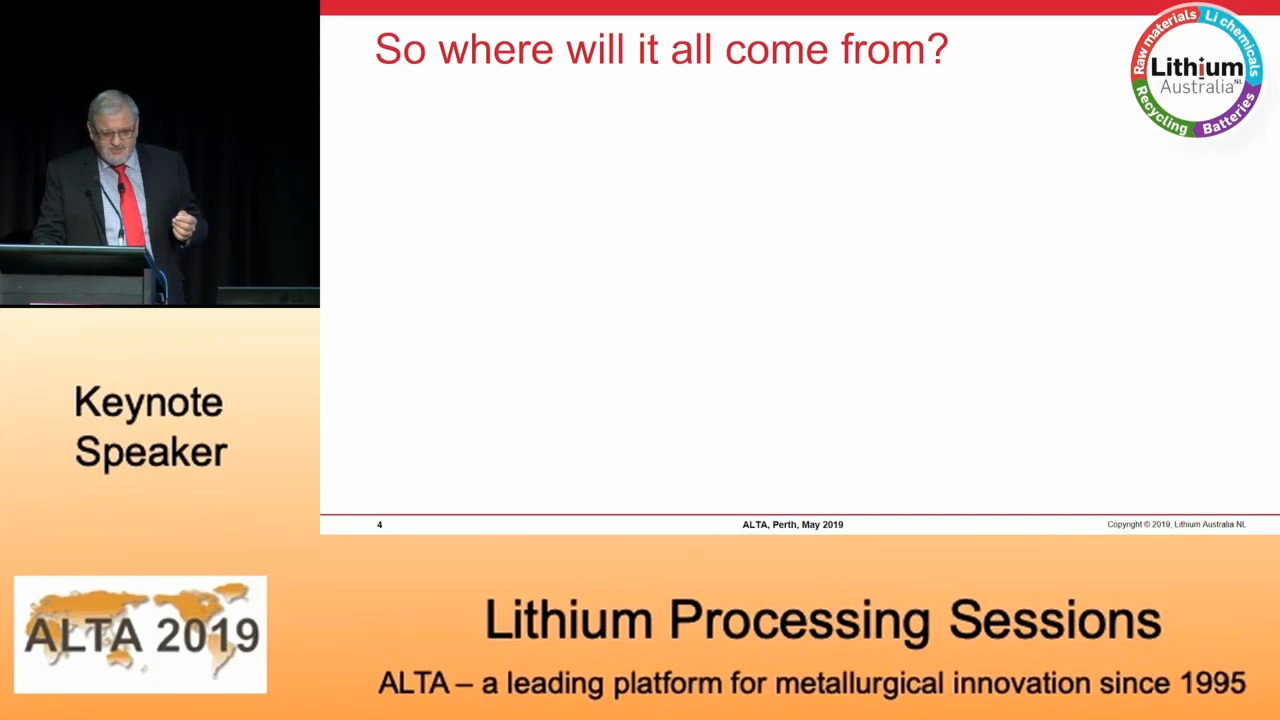 So where will it all come from?
Raw materials
Li chemicals
Lithium
Australia NL
Recycling
Batteries
4
ALTA, Perth, May 2019
Copyright © 2019, Lithium Australia NL
Keynote
Speaker
ALTA 2019
Lithium Processing Sessions
ALTA – a leading platform for metallurgical innovation since 1995